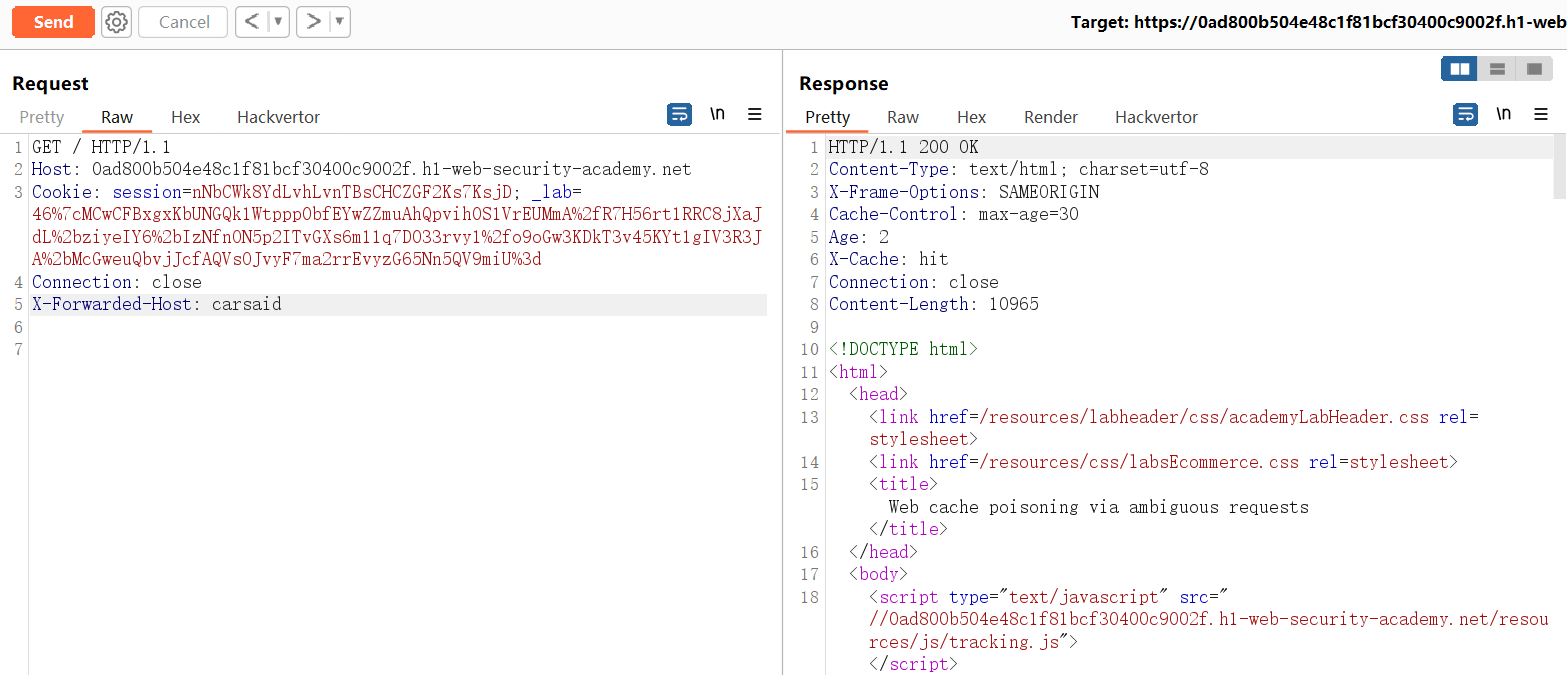 Send Cancel < ▼ > ▼ Target: https://0ad800b504e48c1f81bcf30400c9002f.h1-web
Request
Pretty Raw Hex Hackvertor \n
1 GET / HTTP/1.1
2 Host: 0ad800b504e48c1f81bcf30400c9002f.h1-web-security-academy.net
3 Cookie: session=nNbCWk8YdLvhLvnTBsCHCZGF2Ks7KsjD; _lab=
46%7cMCwCFBxgxKbUNGQk1WtpppObfEYwZZmuAhQpvihOS1VrEUMmA%2fR7H56rt1RRC8jXaJ
dL%2bziyeIY6%2bIzNfnON5p2ITvGXs6m11q7D033rvyl%2fo9oGw3KDkT3v45KYt1gIV3R3J
A%2bMcGweuQbvjJcfAQVsOJvyF7ma2rrEvyzG65Nn5QV9miU%3d
4 Connection: close
5 X-Forwarded-Host: carsaid
6
7
Response
Pretty Raw Hex Render Hackvertor \n
1 HTTP/1.1 200 OK
2 Content-Type: text/html; charset=utf-8
3 X-Frame-Options: SAMEORIGIN
4 Cache-Control: max-age=30
5 Age: 2
6 X-Cache: hit
7 Connection: close
8 Content-Length: 10965
9
10 <!DOCTYPE html>
11 <html>
12 <head>
13 <link href=/resources/labheader/css/academyLabHeader.css rel=
stylesheet>
14 <link href=/resources/css/labsEcommerce.css rel=stylesheet>
15 <title>
Web cache poisoning via ambiguous requests
</title>
16 </head>
17 <body>
18 <script type="text/javascript" src="
//0ad800b504e48c1f81bcf30400c9002f.h1-web-security-academy.net/resou
rces/js/tracking.js">
</script>